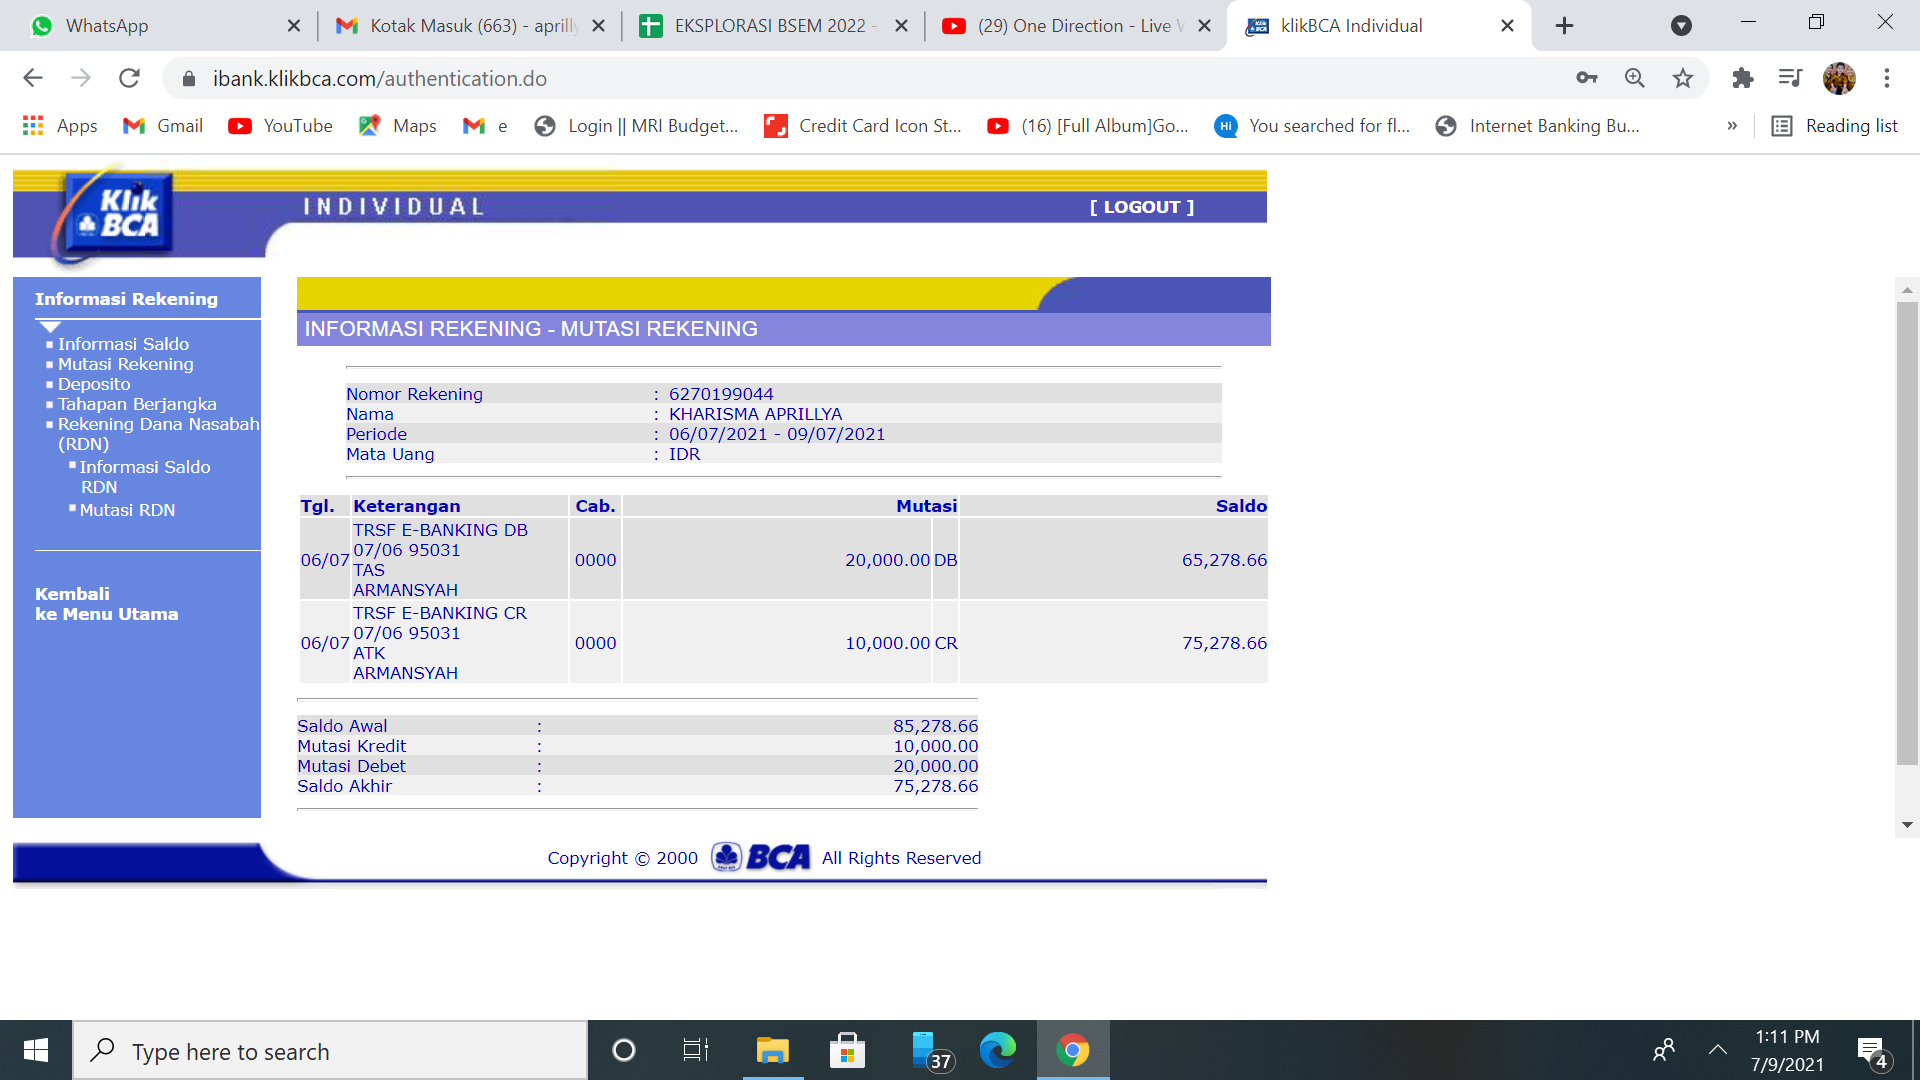 WhatsApp
Kotak Masuk (663) - aprilly
EKSPLORASI BSEM 2022 -
(29) One Direction - Live
klikBCA Individual
ibank.klikbca.com/authentication.do
Apps
Gmail
YouTube
Maps
e
Login || MRI Budget...
Credit Card Icon St...
(16) [Full Album]Go...
Hi
You searched for fl...
Internet Banking Bu...
»
Reading list
Klik
BCA
INDIVIDUAL
[ LOGOUT ]
Informasi Rekening
Informasi Saldo
Mutasi Rekening
Deposito
Tahapan Berjangka
Rekening Dana Nasabah
(RDN)
Informasi Saldo
RDN
Mutasi RDN
Kembali
ke Menu Utama
INFORMASI REKENING - MUTASI REKENING
Nomor Rekening : 6270199044
Nama : KHARISMA APRILLYA
Periode : 06/07/2021 - 09/07/2021
Mata Uang : IDR
Tgl. Keterangan Cab. Mutasi Saldo
TRSF E-BANKING DB
07/06 95031
TAS
ARMANSYAH
06/07 0000 20,000.00 DB 65,278.66
TRSF E-BANKING CR
07/06 95031
ATK
ARMANSYAH
06/07 0000 10,000.00 CR 75,278.66
Saldo Awal : 85,278.66
Mutasi Kredit : 10,000.00
Mutasi Debet : 20,000.00
Saldo Akhir : 75,278.66
Copyright © 2000 BCA All Rights Reserved
Type here to search
37
1:11 PM
7/9/2021
4